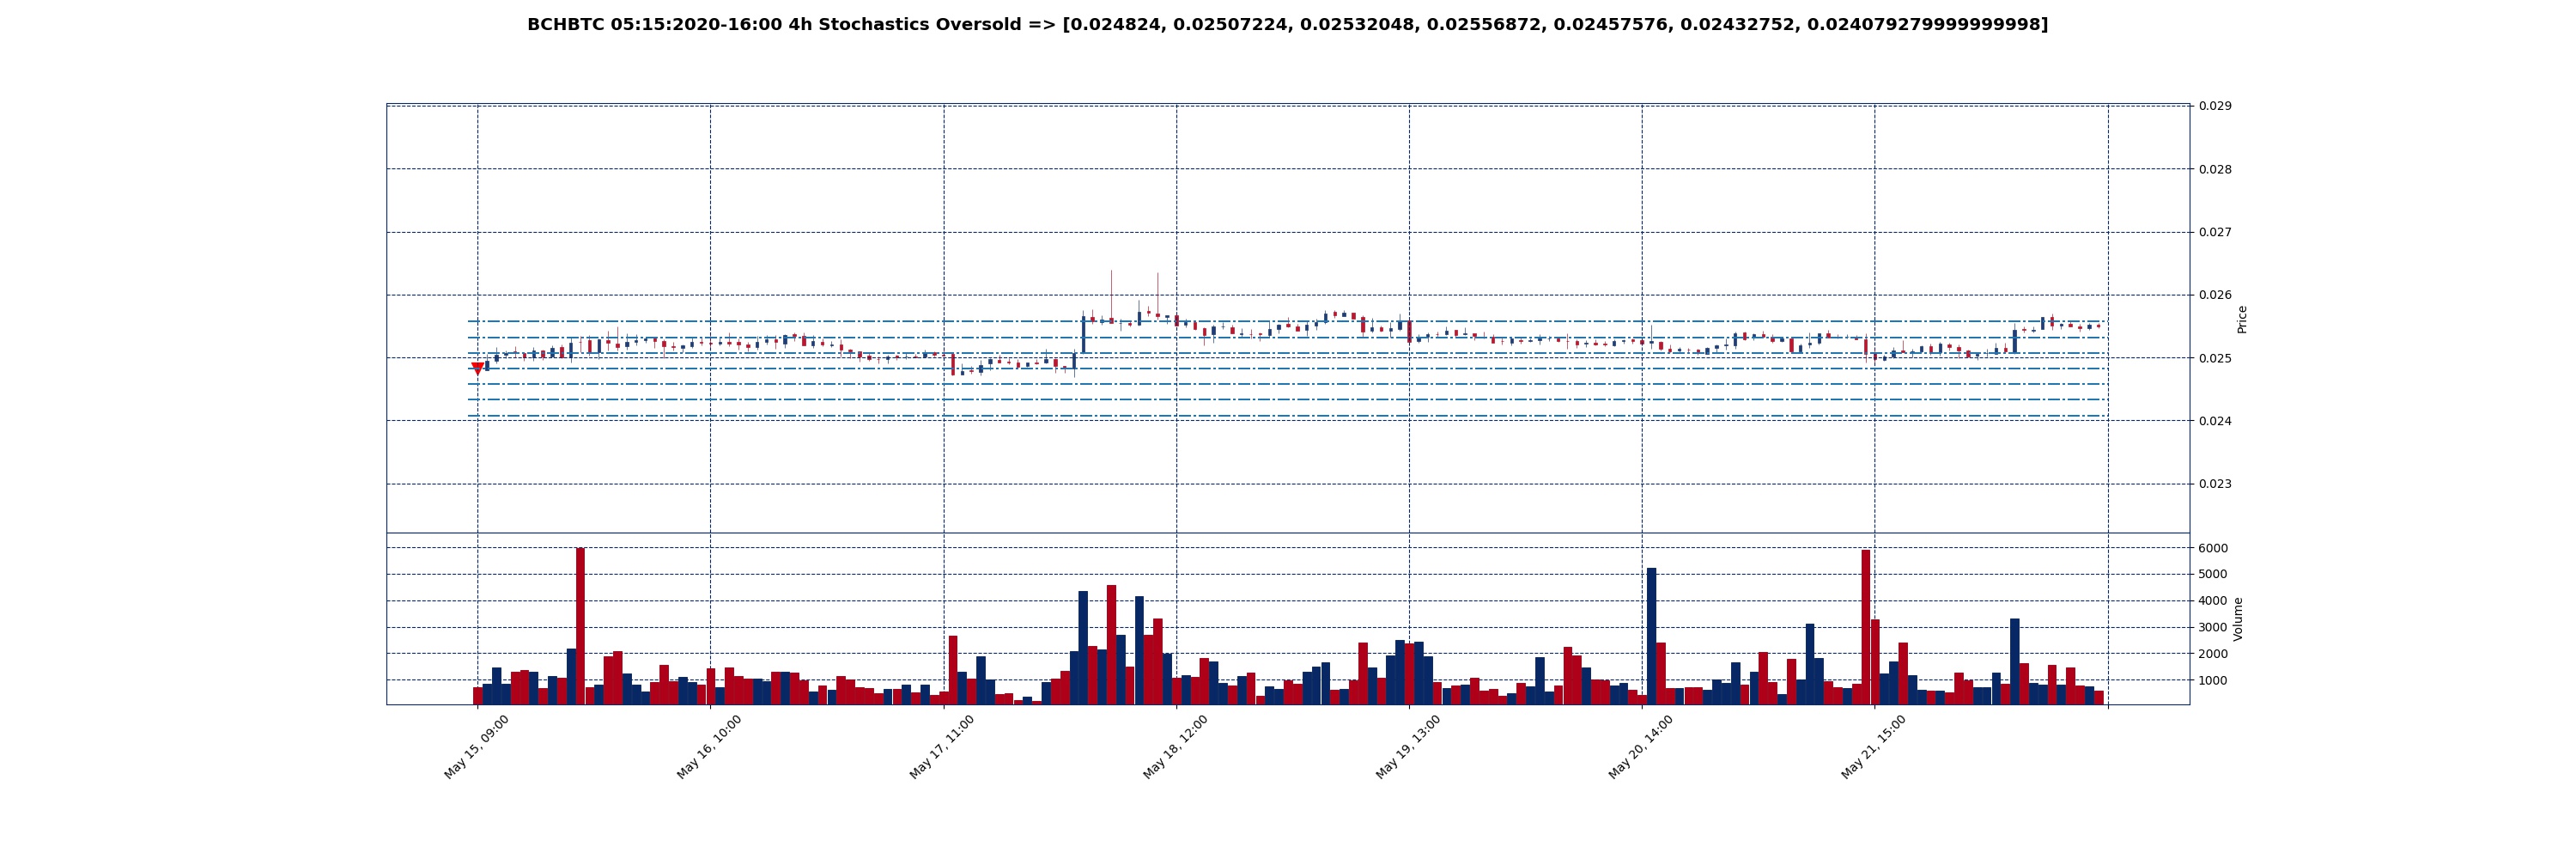 BCHBTC 05:15:2020-16:00 4h Stochastics Oversold => [0.024824, 0.02507224, 0.02532048, 0.02556872, 0.02457576, 0.02432752, 0.024079279999999998]
0.029
0.028
0.027
0.026
0.025
0.024
0.023
Price
6000
5000
4000
3000
2000
1000
Volume
May 15, 09:00
May 16, 10:00
May 17, 11:00
May 18, 12:00
May 19, 13:00
May 20, 14:00
May 21, 15:00